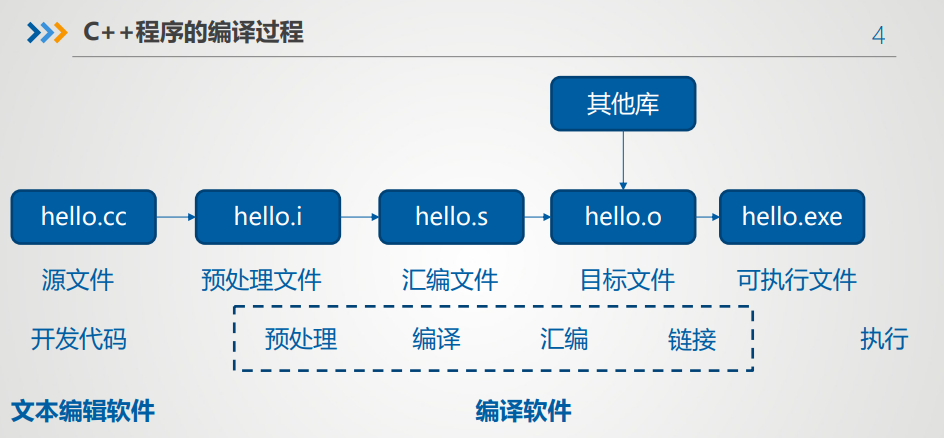 C++程序的编译过程
4
其他库
hello.cc hello.i hello.s hello.o hello.exe
源文件 预处理文件 汇编文件 目标文件 可执行文件
开发代码 预处理 编译 汇编 链接 执行
文本编辑软件 编译软件